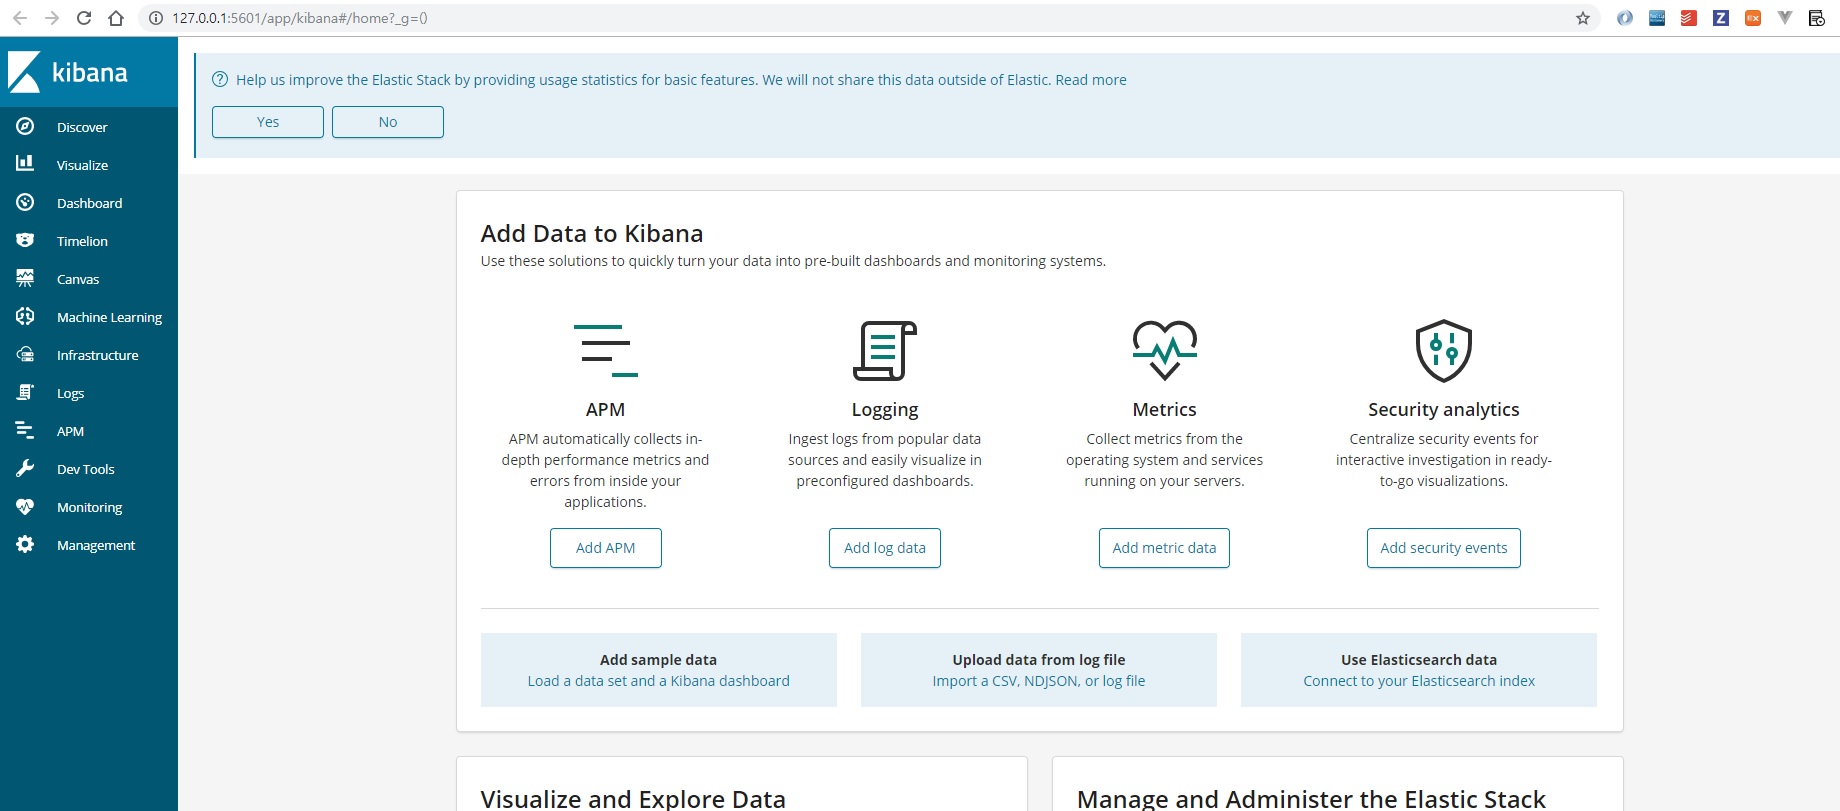 127.0.0.1:5601/app/kibana#/home?_g=()
kibana
Discover
Visualize
Dashboard
Timelion
Canvas
Machine Learning
Infrastructure
Logs
APM
Dev Tools
Monitoring
Management
Help us improve the Elastic Stack by providing usage statistics for basic features. We will not share this data outside of Elastic. Read more
Yes No
Add Data to Kibana
Use these solutions to quickly turn your data into pre-built dashboards and monitoring systems.
APM
APM automatically collects in-
depth performance metrics and
errors from inside your
applications.
Add APM
Logging
Ingest logs from popular data
sources and easily visualize in
preconfigured dashboards.
Add log data
Metrics
Collect metrics from the
operating system and services
running on your servers.
Add metric data
Security analytics
Centralize security events for
interactive investigation in ready-
to-go visualizations.
Add security events
Add sample data
Load a data set and a Kibana dashboard
Upload data from log file
Import a CSV, NDJSON, or log file
Use Elasticsearch data
Connect to your Elasticsearch index
Visualize and Explore Data
Manage and Administer the Elastic Stack